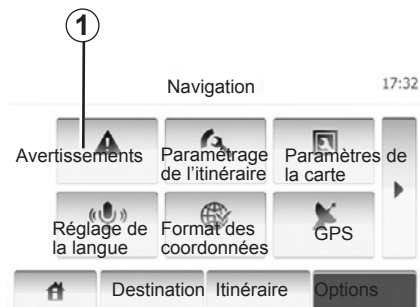 1
Navigation 17:32
Avertissements
Paramétrage
de l'itinéraire
Paramètres de
la carte
Réglage de
la langue
Format des
coordonnées
GPS
Destination
Itinéraire
Options